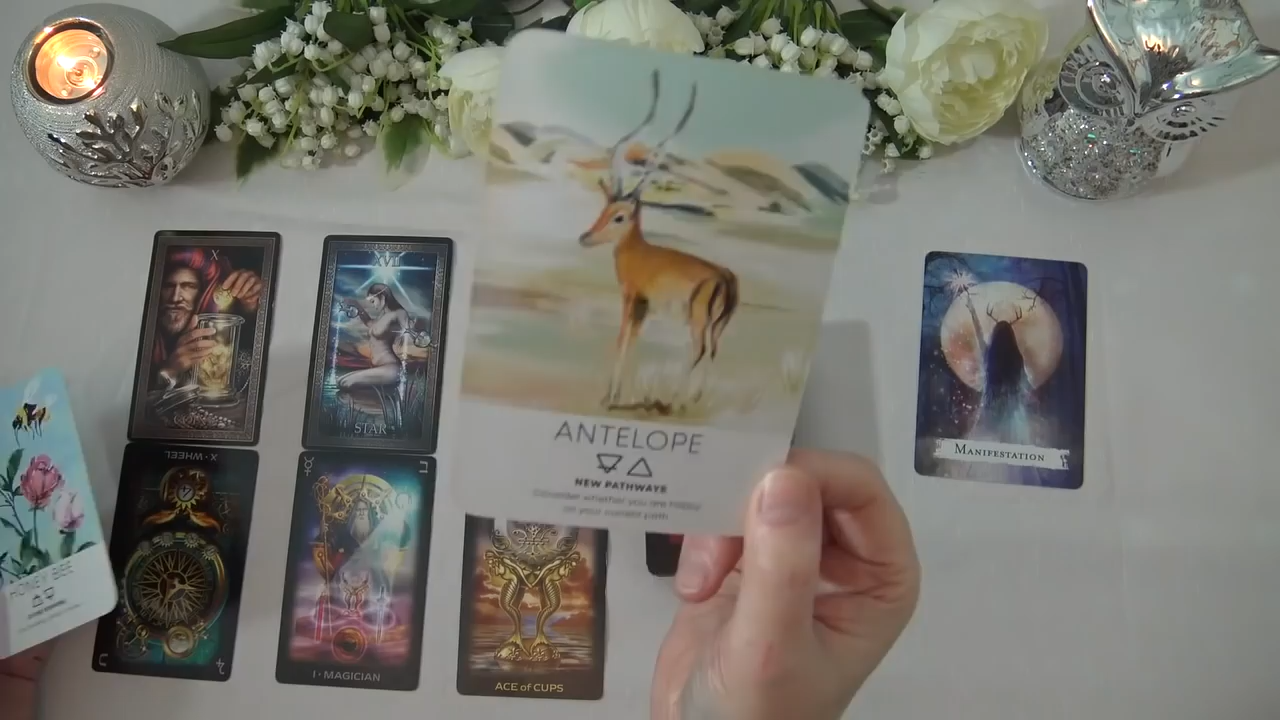 X
XVII
STAR
X · WHEEL
I · MAGICIAN
ACE of CUPS
ANTELOPE
NEW PATHWAYS
Consider whether you are happy
on your current path.
MANIFESTATION
HONEY BEE